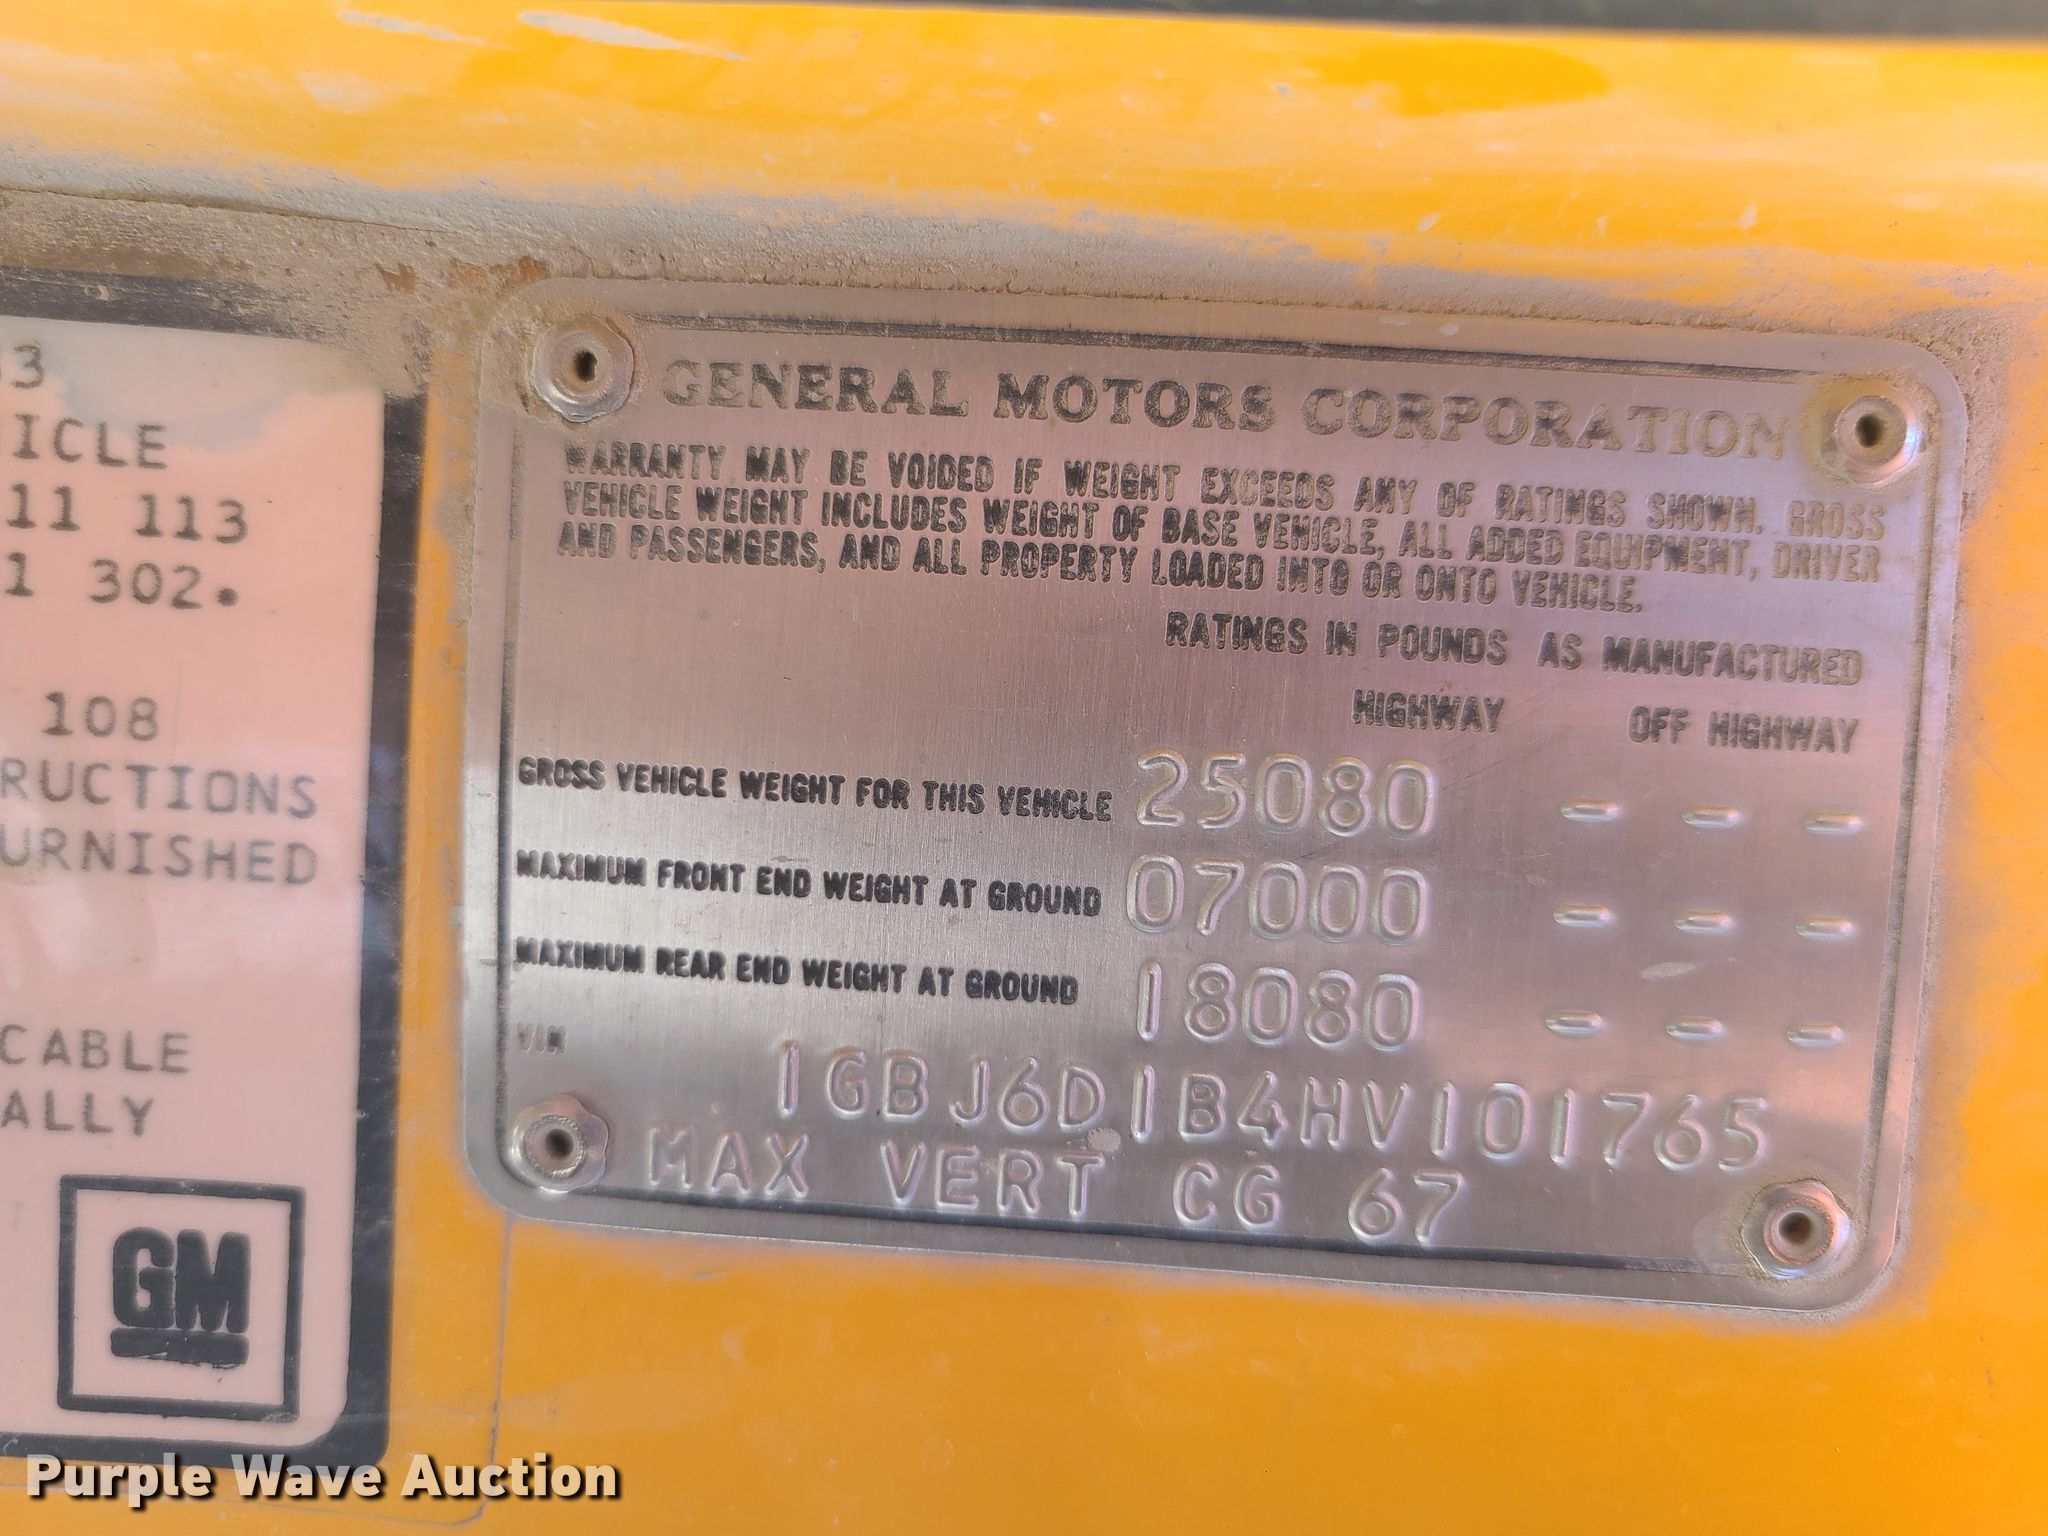 33
ICLE
11 113
1 302.
108
RUCTIONS
URNISHED
CABLE
ALLY
GM
GENERAL MOTORS CORPORATION
WARRANTY MAY BE VOIDED IF WEIGHT EXCEEDS ANY OF RATINGS SHOWN. GROSS
VEHICLE WEIGHT INCLUDES WEIGHT OF BASE VEHICLE, ALL ADDED EQUIPMENT, DRIVER
AND PASSENGERS, AND ALL PROPERTY LOADED INTO OR ONTO VEHICLE.
RATINGS IN POUNDS AS MANUFACTURED
HIGHWAY OFF HIGHWAY
GROSS VEHICLE WEIGHT FOR THIS VEHICLE 25080 - - -
MAXIMUM FRONT END WEIGHT AT GROUND 07000 - - -
MAXIMUM REAR END WEIGHT AT GROUND 18080 - - -
VIN 1GBJ6D1B4HV101765
MAX VERT CG 67
Purple Wave Auction